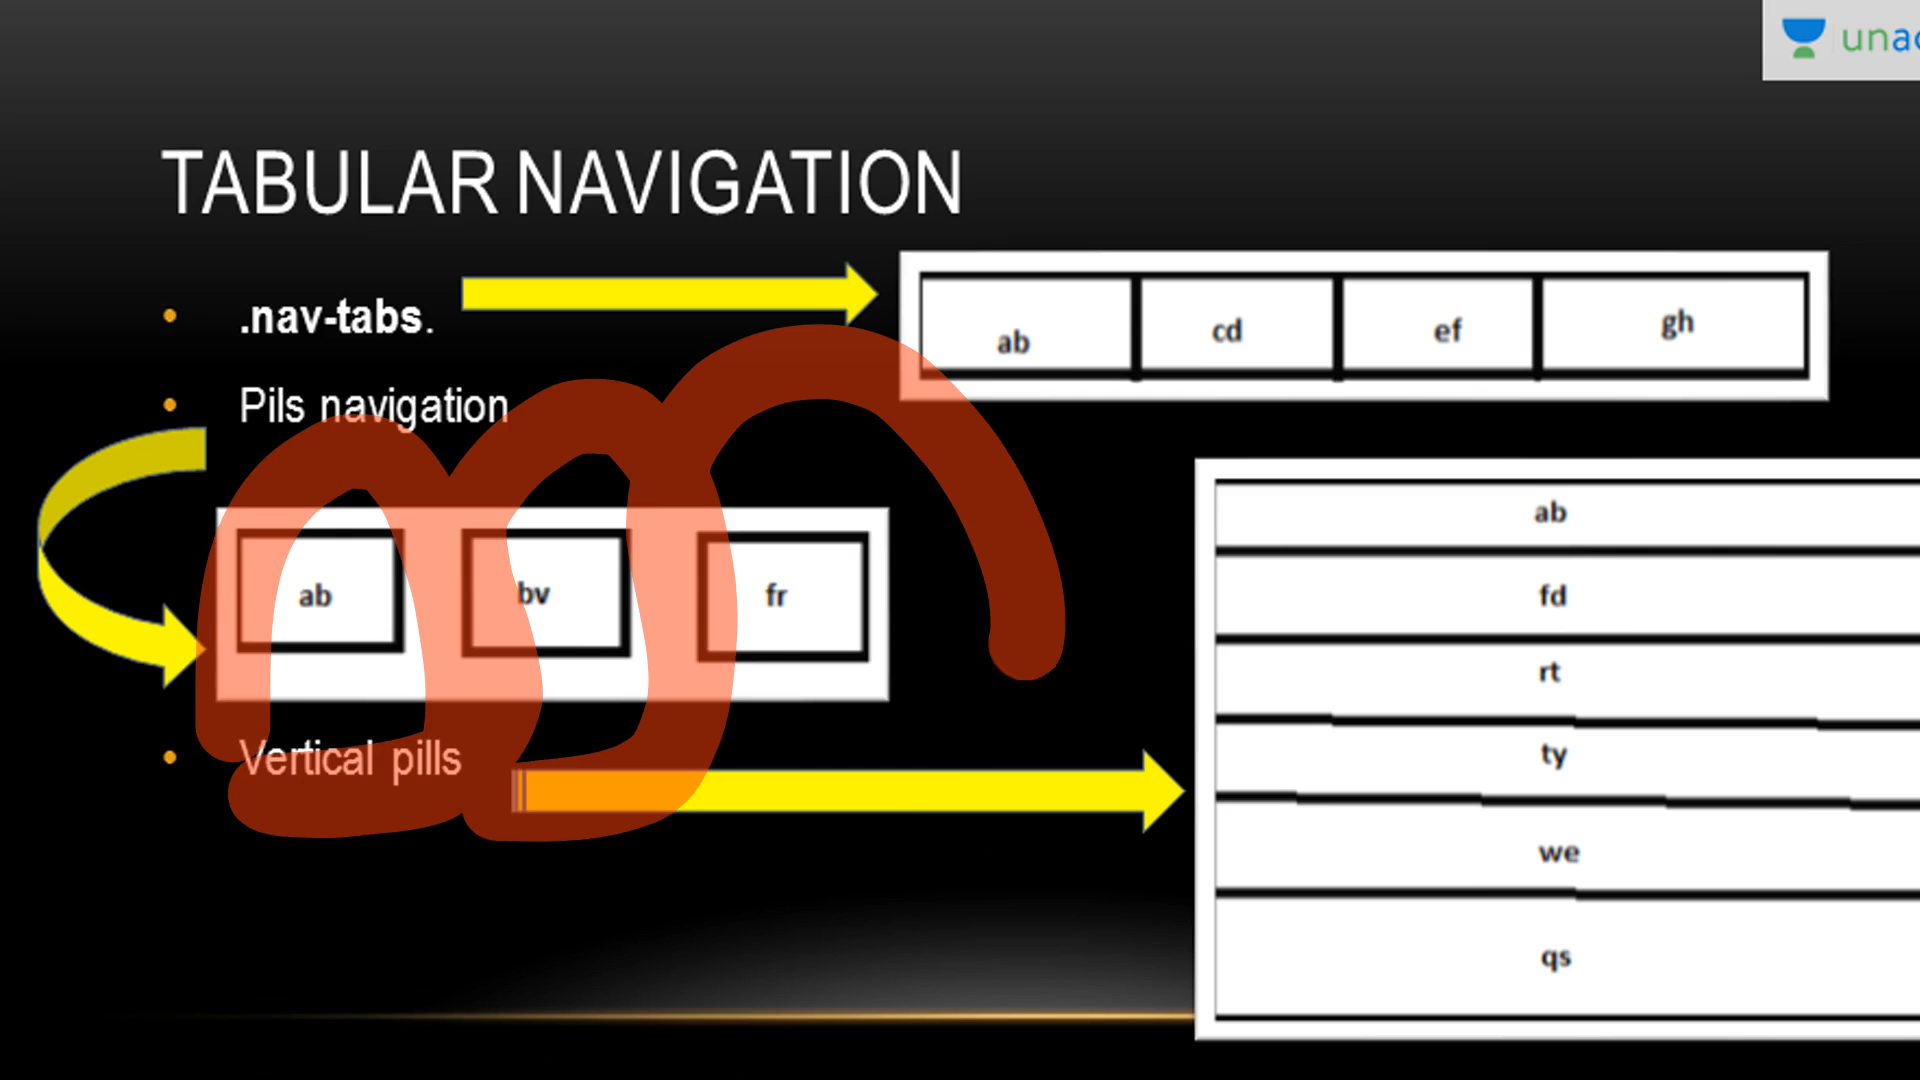 unac
TABULAR NAVIGATION
• .nav-tabs.
ab cd ef gh
• Pils navigation
ab bv fr
• Vertical pills
ab
fd
rt
ty
we
qs